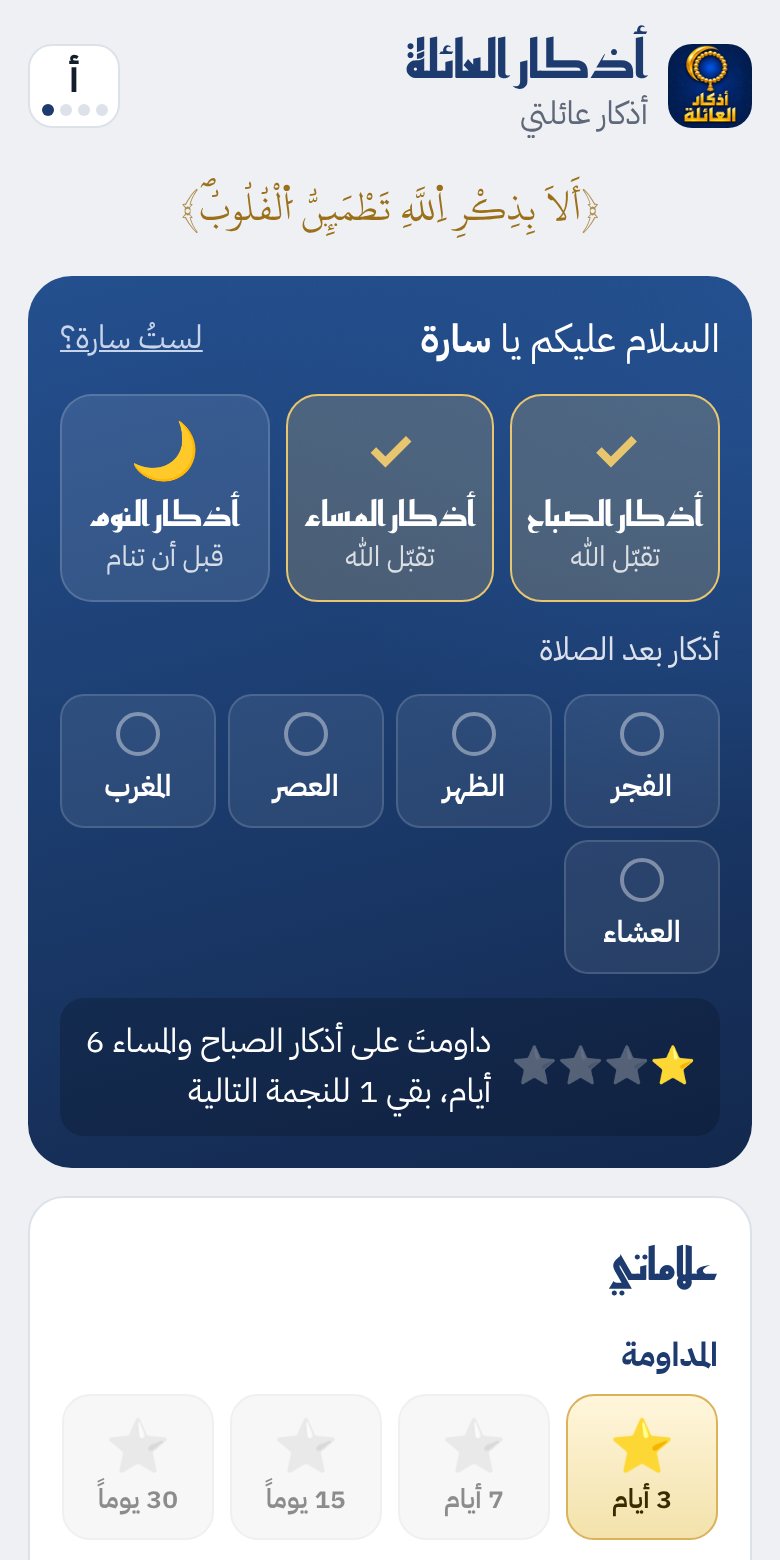 أذكار العائلة
أذكار العائلة
أذكار عائلتي
أ
﴿أَلَا بِذِكْرِ اِ۬للَّهِ تَطْمَئِنُّ اُ۬لْقُلُوبُ﴾
السلام عليكم يا سارة
لستُ سارة؟
أذكار الصباح
تقبّل الله
أذكار المساء
تقبّل الله
أذكار النوم
قبل أن تنام
أذكار بعد الصلاة
الفجر
الظهر
العصر
المغرب
العشاء
داومتَ على أذكار الصباح والمساء 6
أيام، بقي 1 للنجمة التالية
علاماتي
المداومة
3 أيام
7 أيام
15 يوماً
30 يوماً